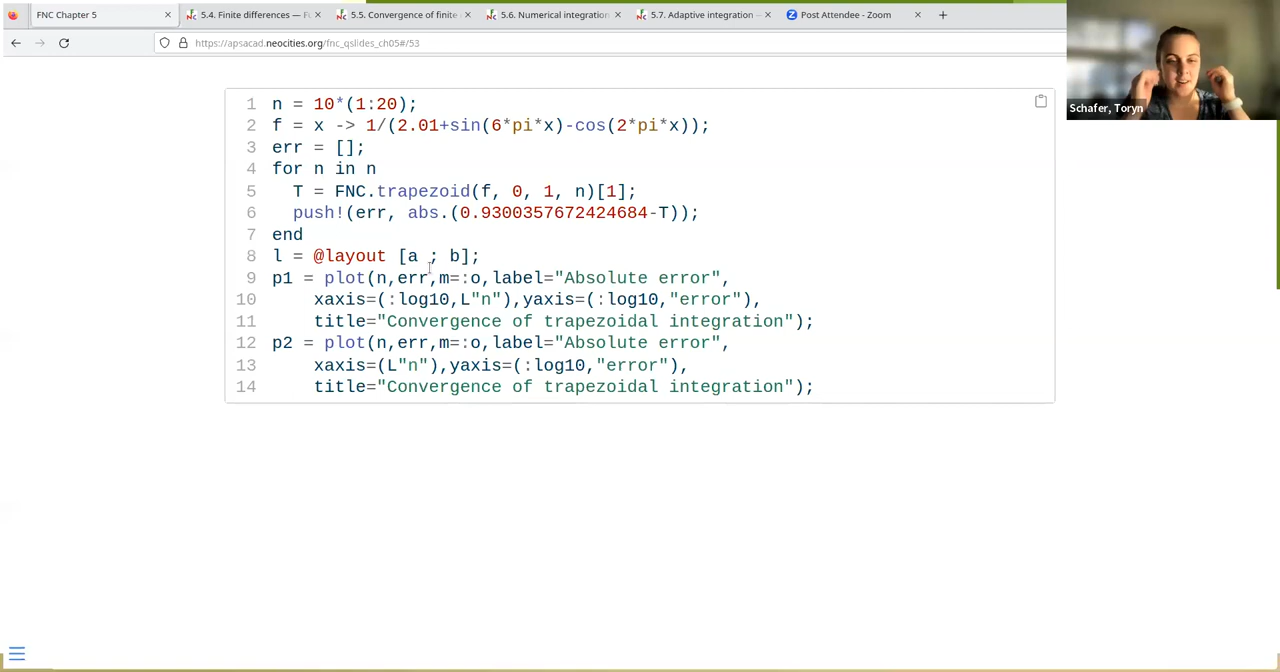 FNC Chapter 5
5.4. Finite differences — F
5.5. Convergence of finite
5.6. Numerical integration
5.7. Adaptive integration —
Post Attendee - Zoom
https://apsacad.neocities.org/fnc_qslides_ch05#/53
Schafer, Toryn
1 n = 10*(1:20);
2 f = x -> 1/(2.01+sin(6*pi*x)-cos(2*pi*x));
3 err = [];
4 for n in n
5 T = FNC.trapezoid(f, 0, 1, n)[1];
6 push!(err, abs.(0.9300357672424684-T));
7 end
8 l = @layout [a ; b];
9 p1 = plot(n,err,m=:o,label="Absolute error",
10 xaxis=(:log10,L"n"),yaxis=(:log10,"error"),
11 title="Convergence of trapezoidal integration");
12 p2 = plot(n,err,m=:o,label="Absolute error",
13 xaxis=(L"n"),yaxis=(:log10,"error"),
14 title="Convergence of trapezoidal integration");